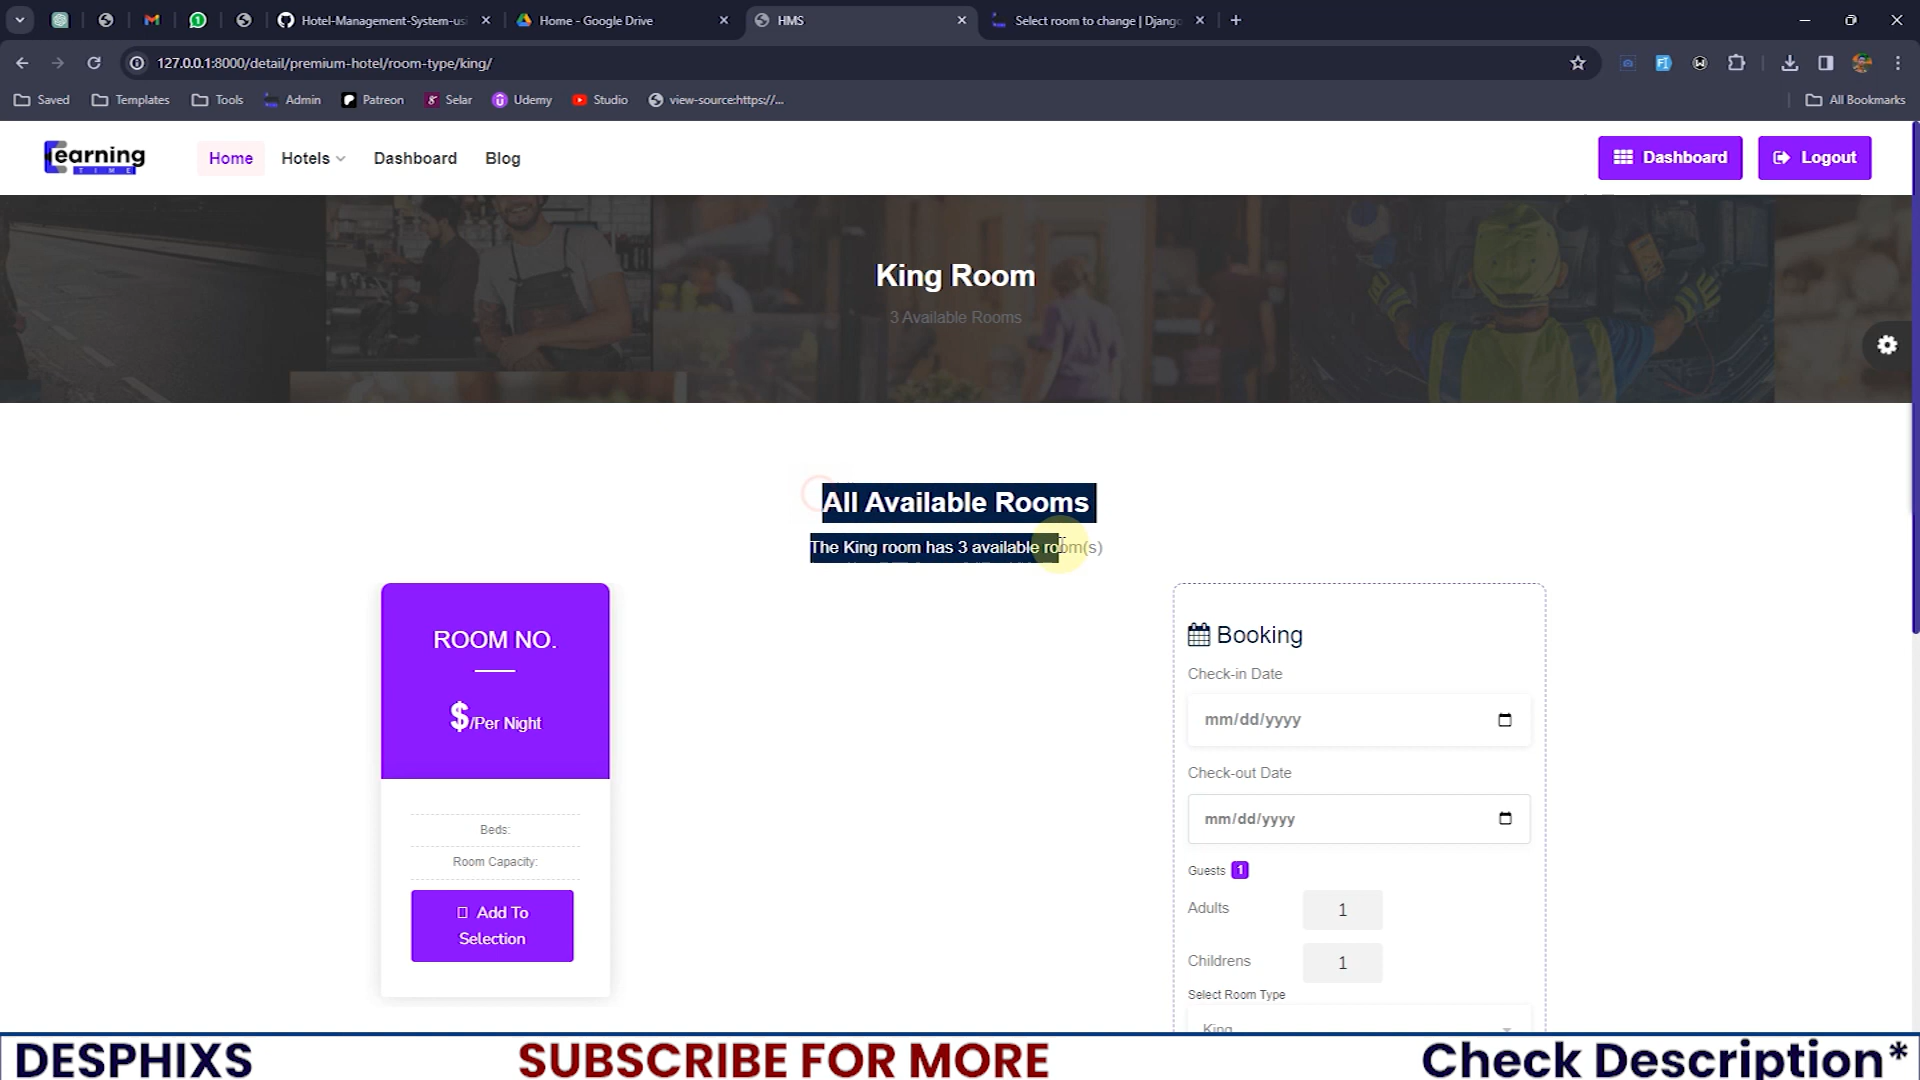 Hotel-Management-System-usi
Home - Google Drive
HMS
Select room to change | Django
127.0.0.1:8000/detail/premium-hotel/room-type/king/
Saved
Templates
Tools
Admin
Patreon
Selar
Udemy
Studio
view-source:https://...
All Bookmarks
Learning
TIME
Home
Hotels
Dashboard
Blog
Dashboard
Logout
King Room
3 Available Rooms
All Available Rooms
The King room has 3 available room(s)
ROOM NO.
$/Per Night
Beds:
Room Capacity:
Add To
Selection
Booking
Check-in Date
mm/dd/yyyy
Check-out Date
mm/dd/yyyy
Guests 1
Adults 1
Childrens 1
Select Room Type
King
DESPHIXS
SUBSCRIBE FOR MORE
Check Description*